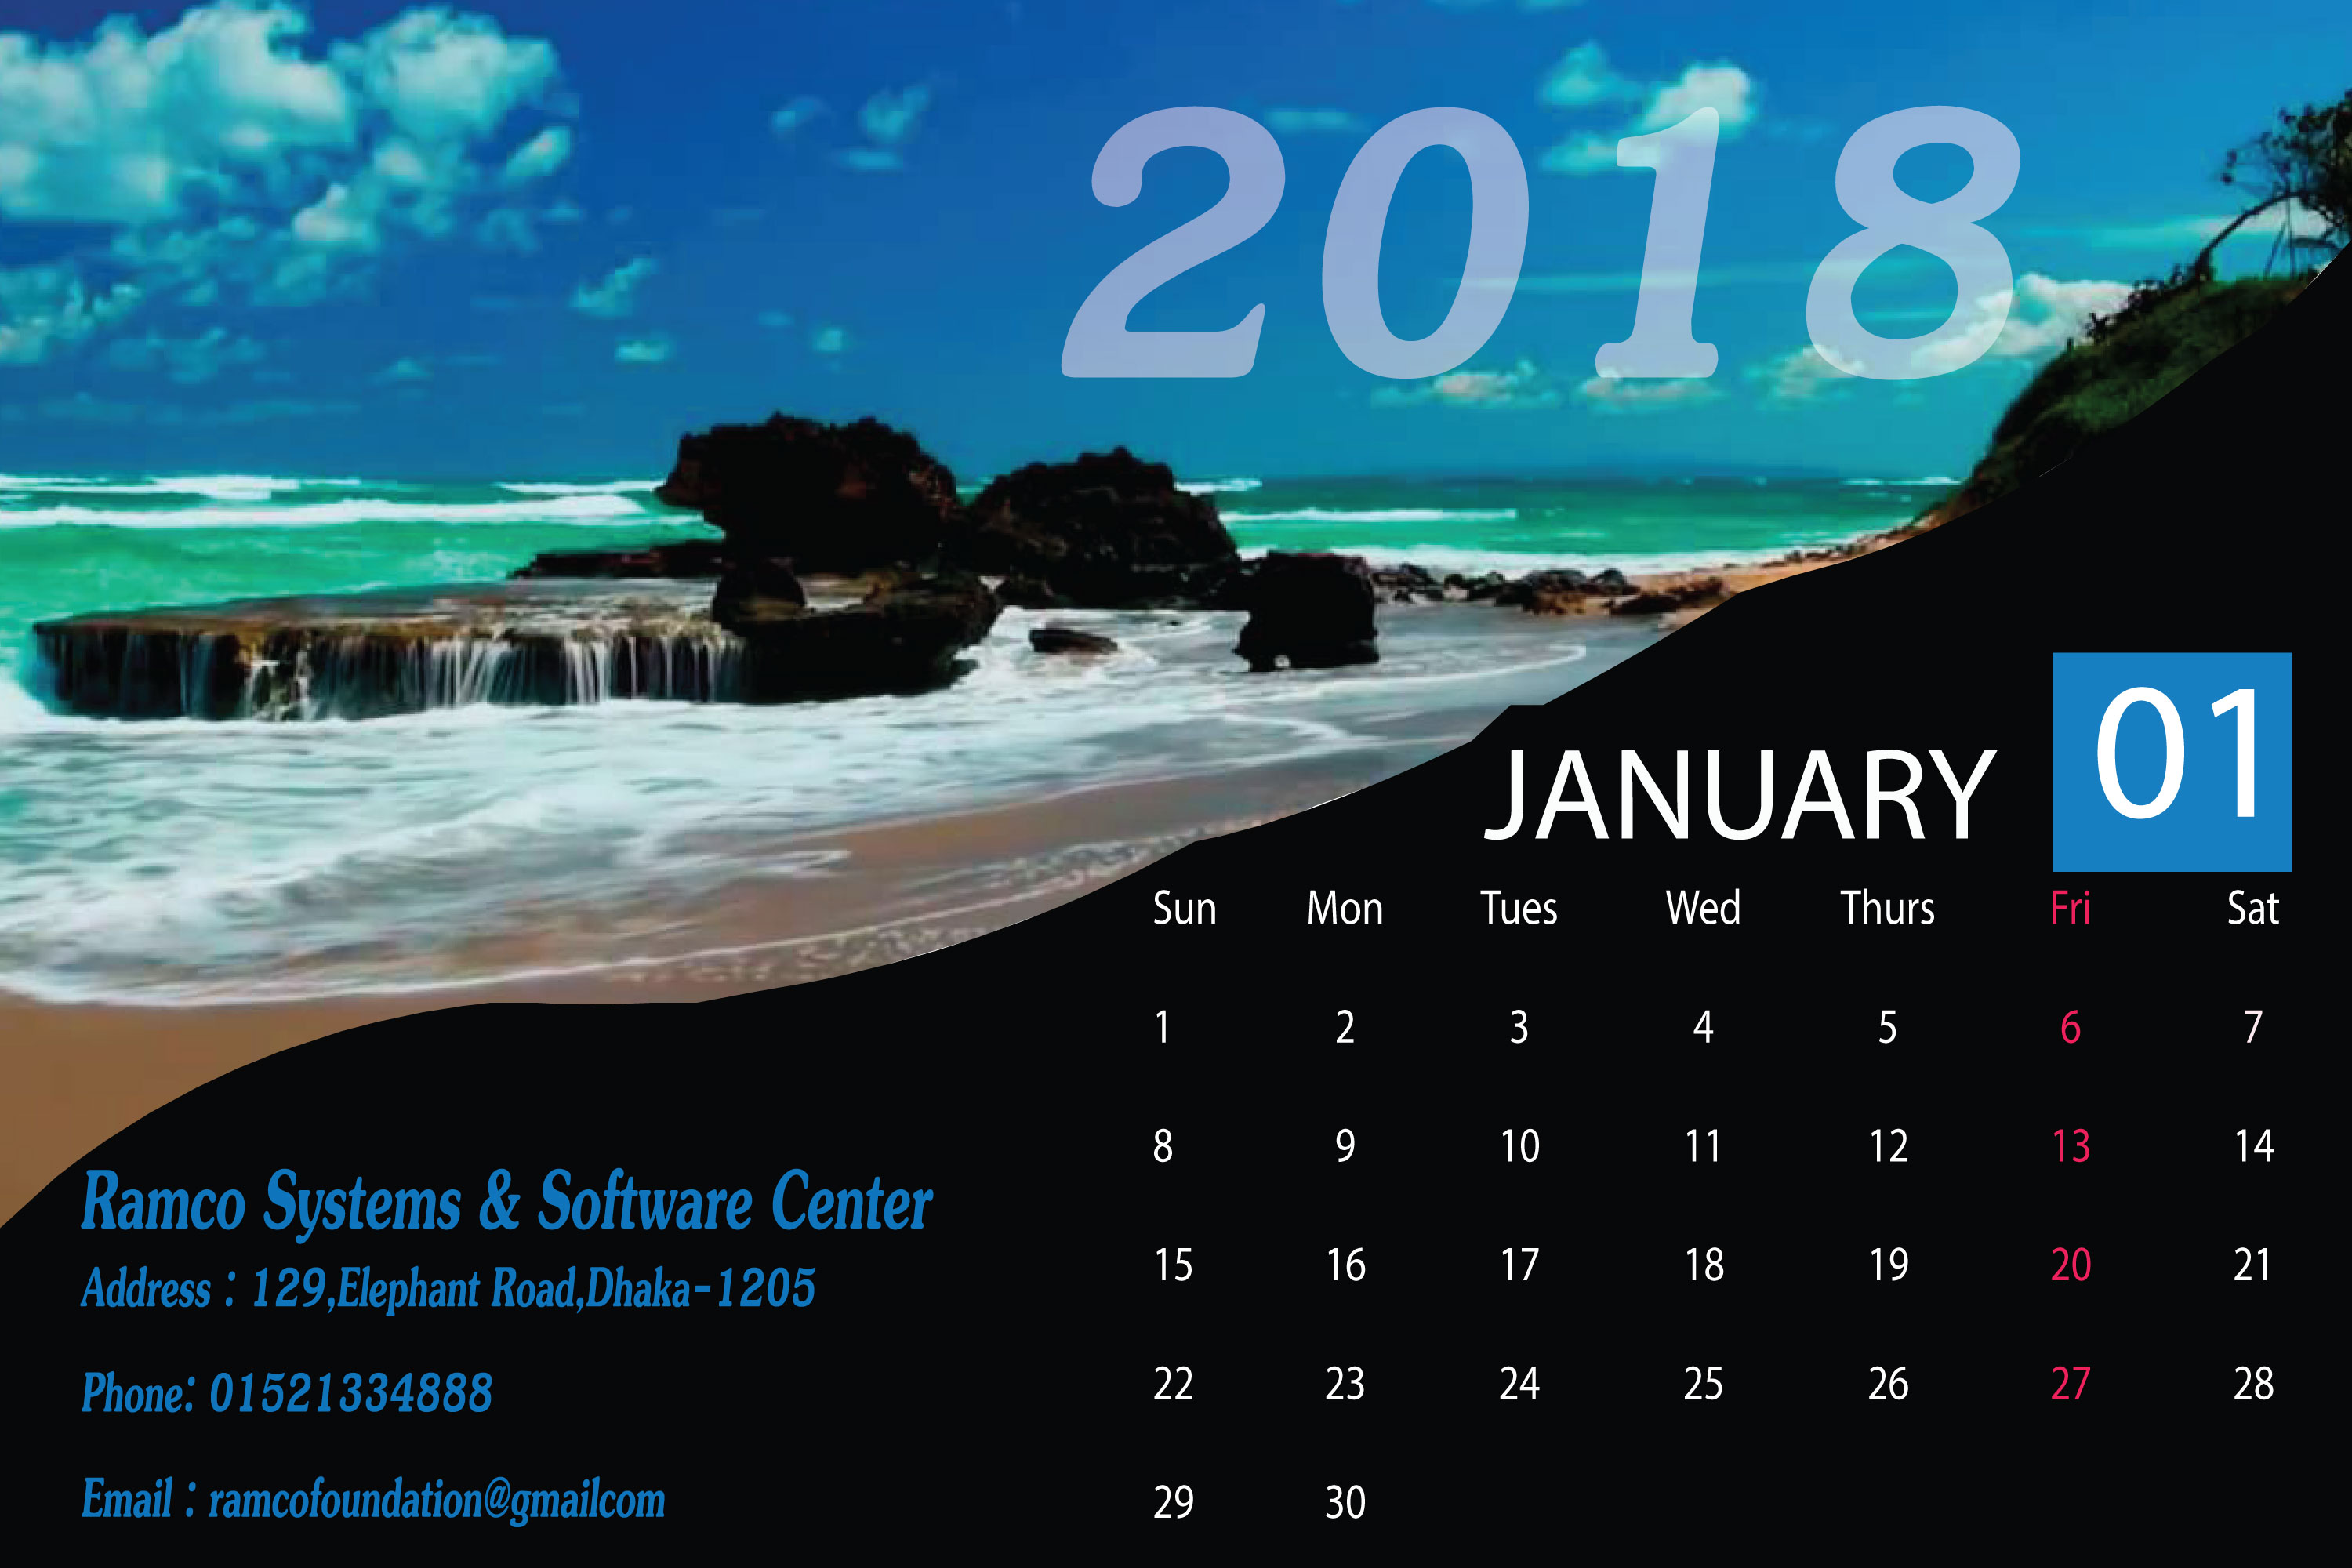 2018
JANUARY 01
Sun Mon Tues Wed Thurs Fri Sat
1 2 3 4 5 6 7
8 9 10 11 12 13 14
15 16 17 18 19 20 21
22 23 24 25 26 27 28
29 30
Ramco Systems & Software Center
Address : 129,Elephant Road,Dhaka-1205
Phone: 01521334888
Email : ramcofoundation@gmailcom